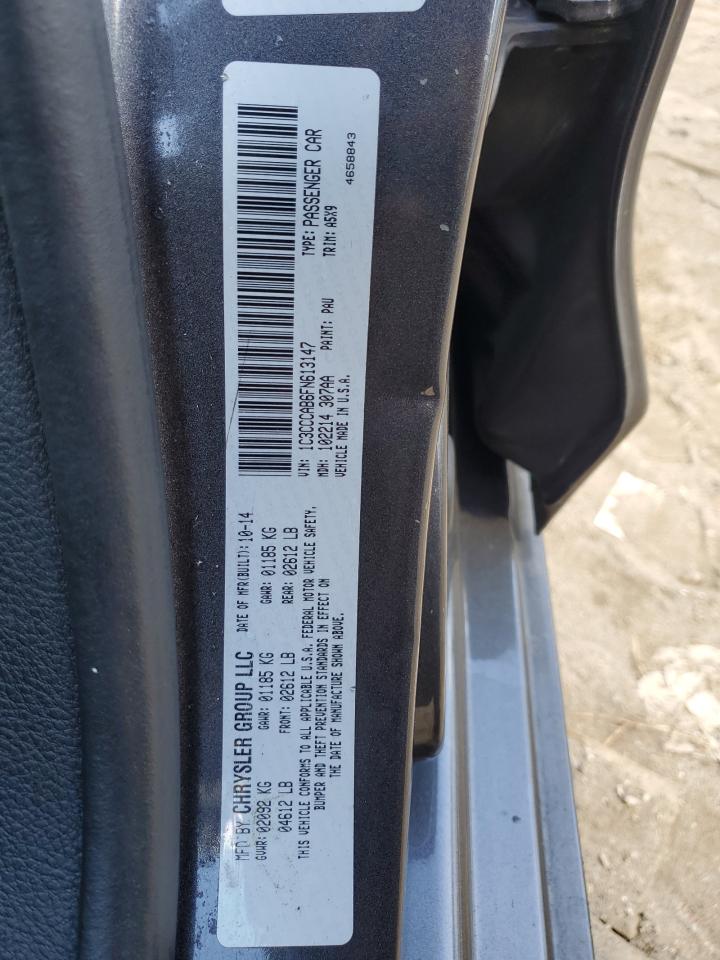 MFD BY CHRYSLER GROUP LLC DATE OF MFR(BUILT): 10-14
GVWR: 02092 KG GAWR: 01185 KG GAWR: 01185 KG
04612 LB FRONT: 02612 LB REAR: 02612 LB
THIS VEHICLE CONFORMS TO ALL APPLICABLE U.S.A. FEDERAL MOTOR VEHICLE SAFETY,
BUMPER AND THEFT PREVENTION STANDARDS IN EFFECT ON
THE DATE OF MANUFACTURE SHOWN ABOVE.
VIN: 1C3CCCAB6FN613147 TYPE: PASSENGER CAR
MDH: 102214 307AA PAINT: PAU TRIM: A5X9
VEHICLE MADE IN U.S.A.
4658843